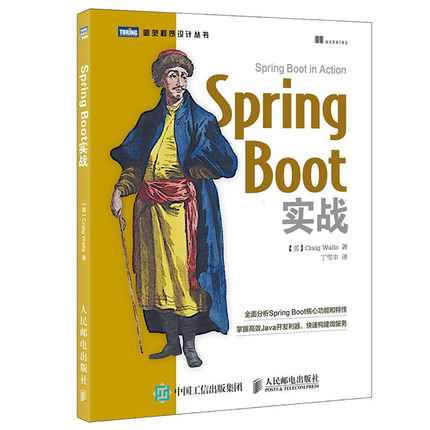 TURING
图灵程序设计丛书
MANNING
Spring Boot in Action
Spring
Boot
实战
【美】Craig Walls 著
丁雪丰 译
全面分析Spring Boot核心功能和特性
掌握高效Java开发利器，快速构建微服务
中国工信出版集团
人民邮电出版社
POSTS & TELECOM PRESS
TURING
Spring Boot实战
【美】Craig Walls 著
人民邮电出版社